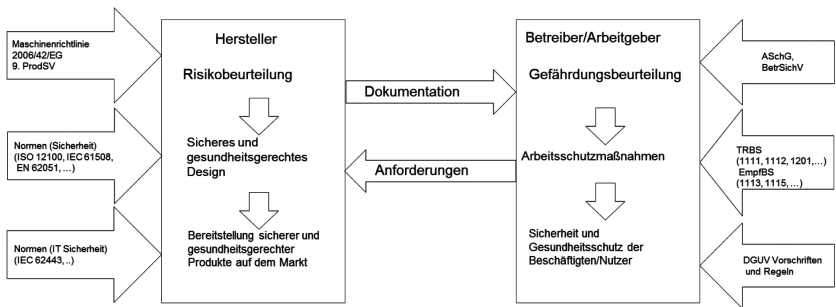 Maschinenrichtlinie
2006/42/EG
9. ProdSV
Normen (Sicherheit)
(ISO 12100, IEC 61508,
EN 62051, ...)
Normen (IT Sicherheit)
(IEC 62443, ..)
Hersteller
Risikobeurteilung
Sicheres und
gesundheitsgerechtes
Design
Bereitstellung sicherer und
gesundheitsgerechter
Produkte auf dem Markt
Dokumentation
Anforderungen
Betreiber/Arbeitgeber
Gefährdungsbeurteilung
Arbeitsschutzmaßnahmen
Sicherheit und
Gesundheitsschutz der
Beschäftigten/Nutzer
ASchG,
BetrSichV
TRBS
(1111, 1112, 1201,...)
EmpfBS
(1113, 1115, ...)
DGUV Vorschriften
und Regeln